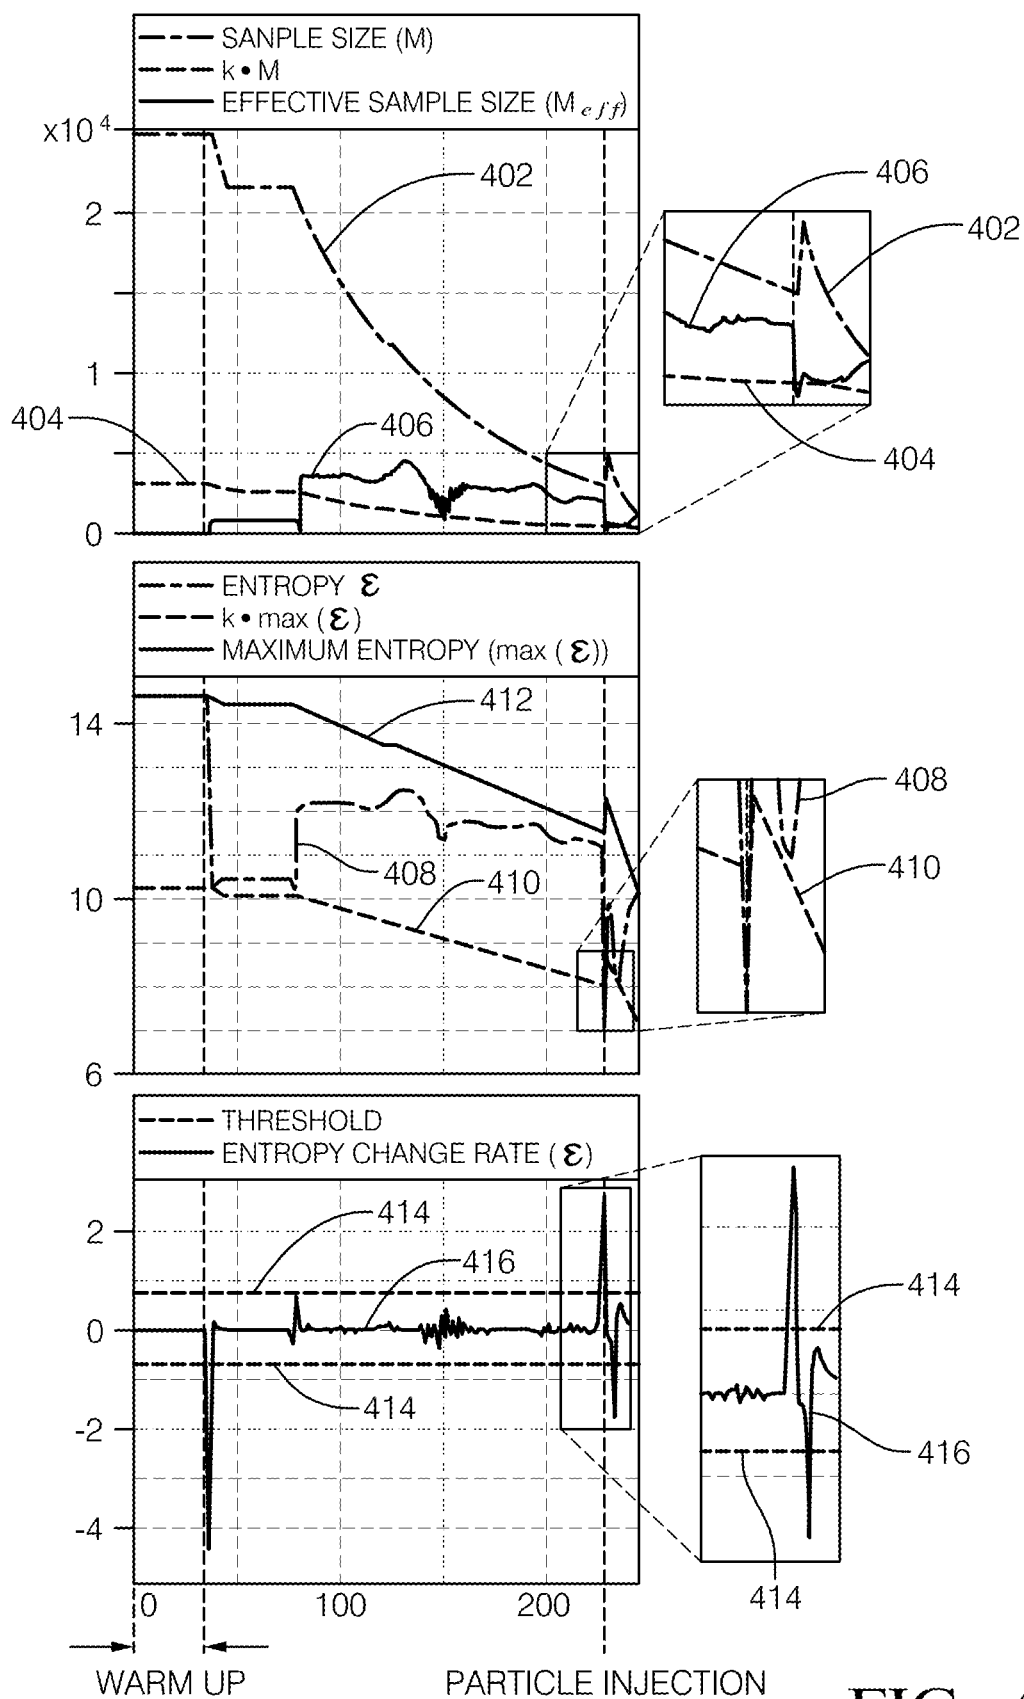 SANPLE SIZE (M)
k • M
EFFECTIVE SAMPLE SIZE (M eff)
x10 4
2
1
0
402
404
406
406
402
404
ENTROPY ε
k • max (ε)
MAXIMUM ENTROPY (max (ε))
14
10
6
412
408
410
408
410
THRESHOLD
ENTROPY CHANGE RATE (ε)
2
0
-2
-4
414
416
414
414
416
414
0 100 200
WARM UP PARTICLE INJECTION